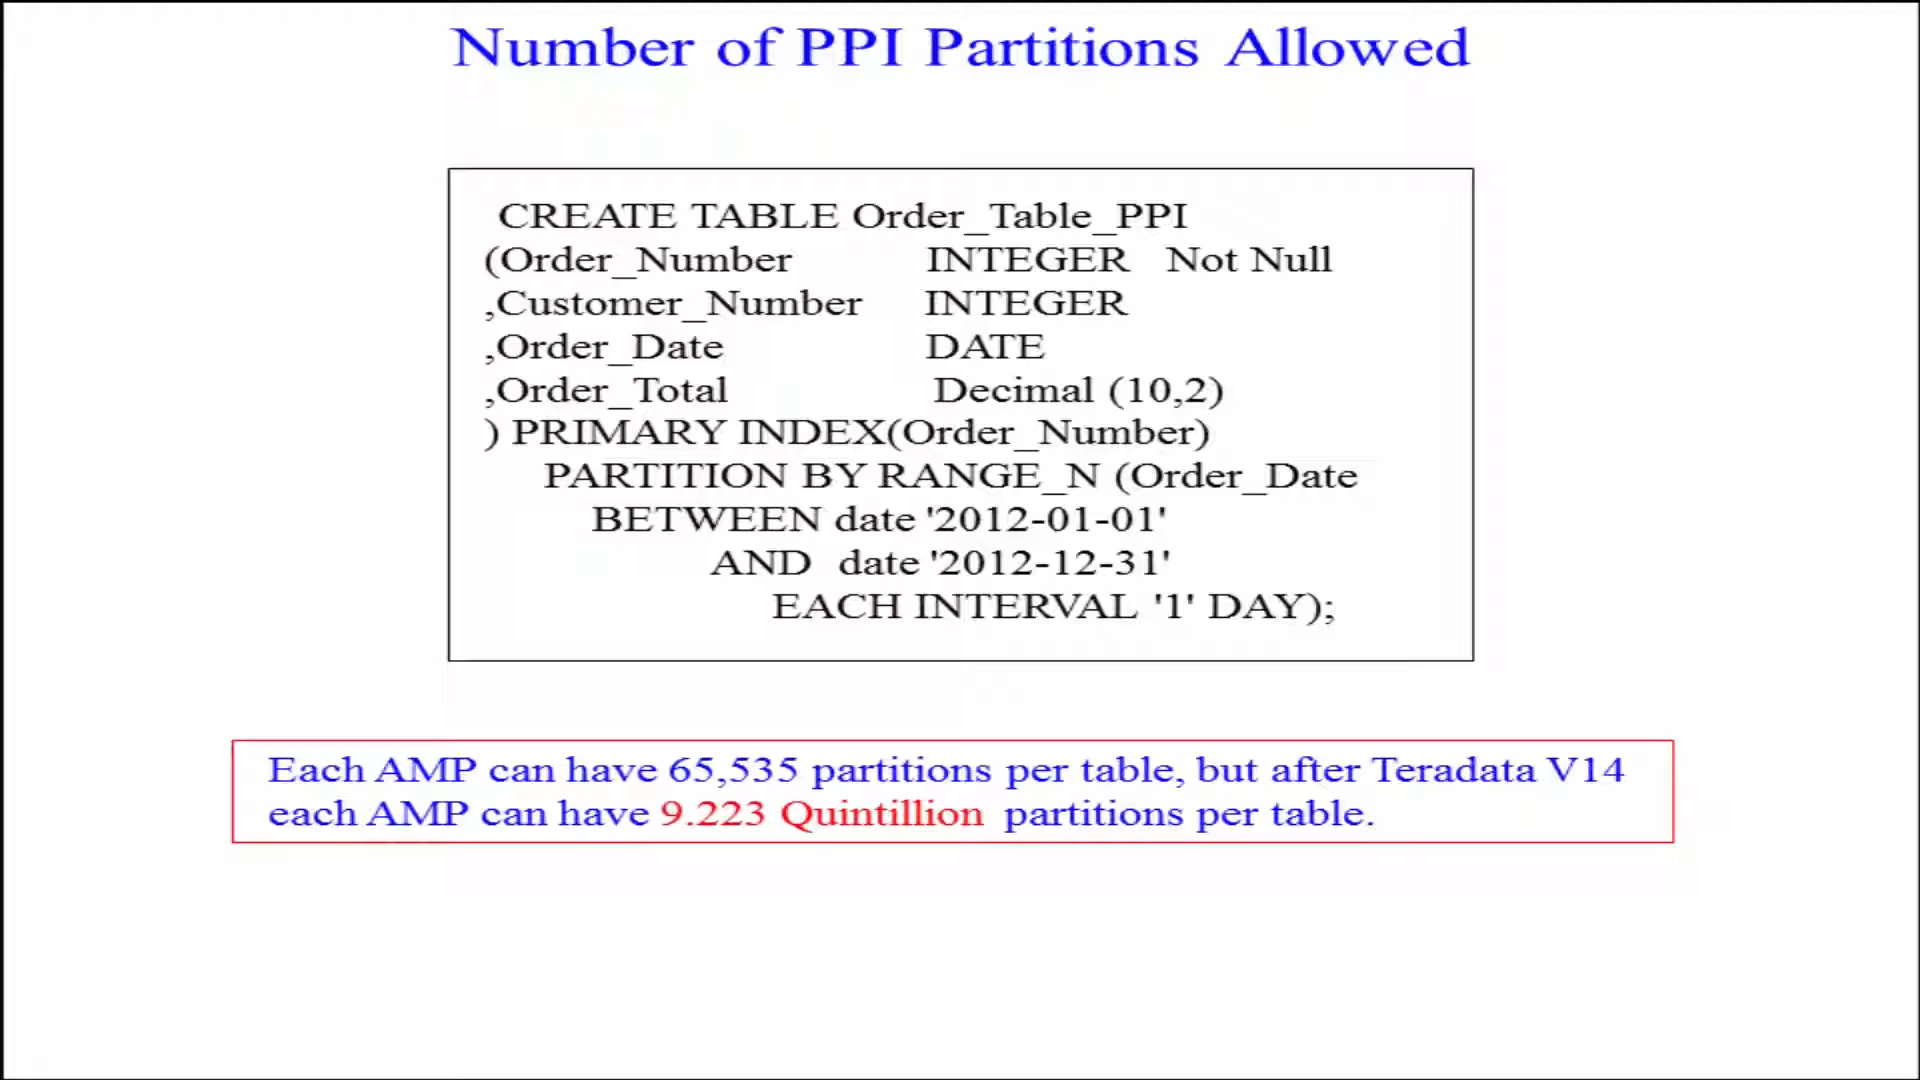 Number of PPI Partitions Allowed
CREATE TABLE Order_Table_PPI
(Order_Number INTEGER Not Null
,Customer_Number INTEGER
,Order_Date DATE
,Order_Total Decimal (10,2)
) PRIMARY INDEX(Order_Number)
PARTITION BY RANGE_N (Order_Date
BETWEEN date '2012-01-01'
AND date '2012-12-31'
EACH INTERVAL '1' DAY);
Each AMP can have 65,535 partitions per table, but after Teradata V14
each AMP can have 9.223 Quintillion partitions per table.